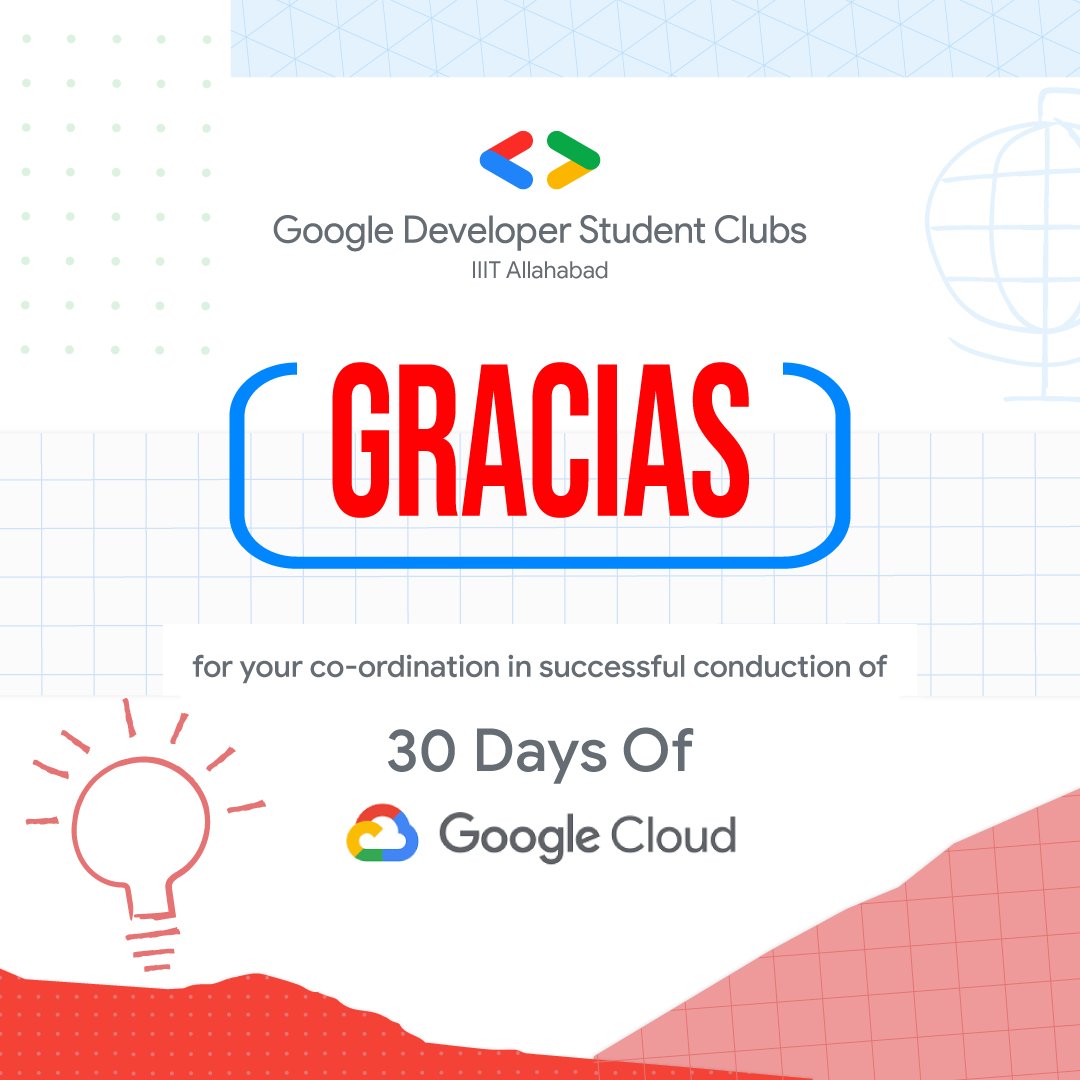 Google Developer Student Clubs
IIIT Allahabad
GRACIAS
for your co-ordination in successful conduction of
30 Days Of
Google Cloud